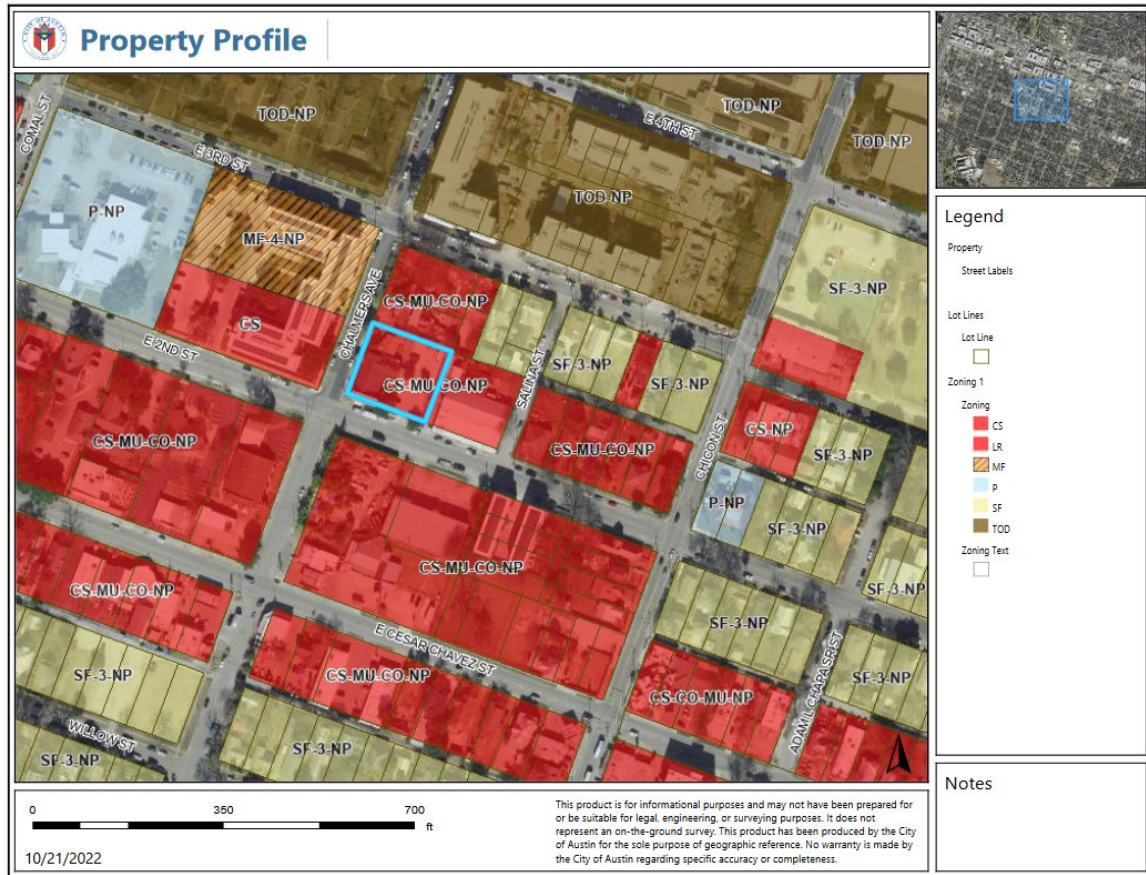 CITY OF AUSTIN
Property Profile
COMAL ST
TOD-NP
E 4TH ST
TOD-NP
TOD-NP
E 3RD ST
TOD-NP
P-NP
MF-4-NP
CHALMERS AVE
SF-3-NP
CS-MU-CO-NP
CS
E 2ND ST
SALINA ST
SF-3-NP
CS-MU-CO-NP
SF-3-NP
CHICON ST
CS-NP
CS-MU-CO-NP
CS-MU-CO-NP
SF-3-NP
P-NP
SF-3-NP
CS-MU-CO-NP
CS-MU-CO-NP
SF-3-NP
E CESAR CHAVEZ ST
SF-3-NP
SF-3-NP
CS-MU-CO-NP
SF-3-NP
CS-CO-MU-NP
ADAM L CHAPA SR ST
WILLOW ST
SF-3-NP
SF-3-NP
Legend
Property
Street Labels
Lot Lines
Lot Line
Zoning 1
Zoning
CS
LR
MF
P
SF
TOD
Zoning Text
Notes
0 350 700
ft
10/21/2022
This product is for informational purposes and may not have been prepared for
or be suitable for legal, engineering, or surveying purposes. It does not
represent an on-the-ground survey. This product has been produced by the City
of Austin for the sole purpose of geographic reference. No warranty is made by
the City of Austin regarding specific accuracy or completeness.